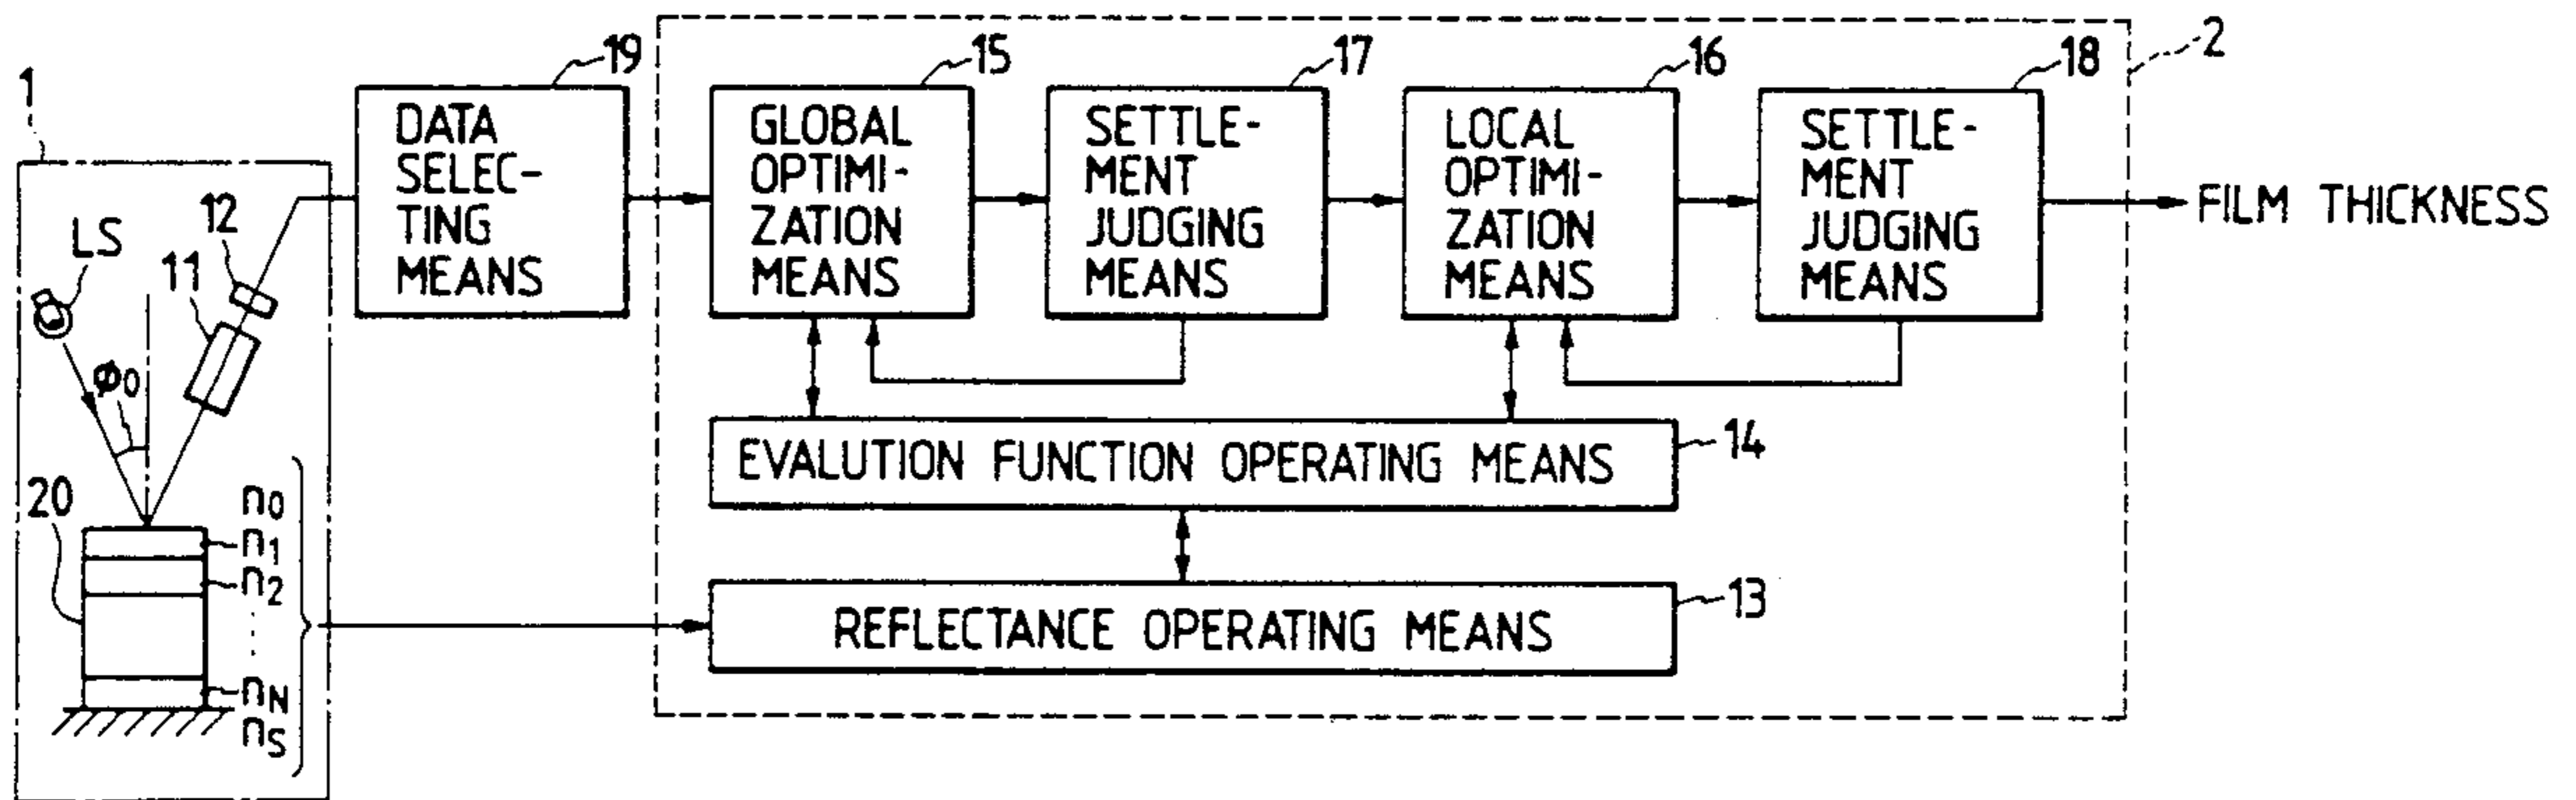 1
19
15
17
16
18
2
DATA
SELEC-
TING
MEANS
GLOBAL
OPTIMI-
ZATION
MEANS
SETTLE-
MENT
JUDGING
MEANS
LOCAL
OPTIMI-
ZATION
MEANS
SETTLE-
MENT
JUDGING
MEANS
FILM THICKNESS
LS
12
11
ϕ0
EVALUTION FUNCTION OPERATING MEANS
14
20
n0
n1
n2
nN
nS
REFLECTANCE OPERATING MEANS
13